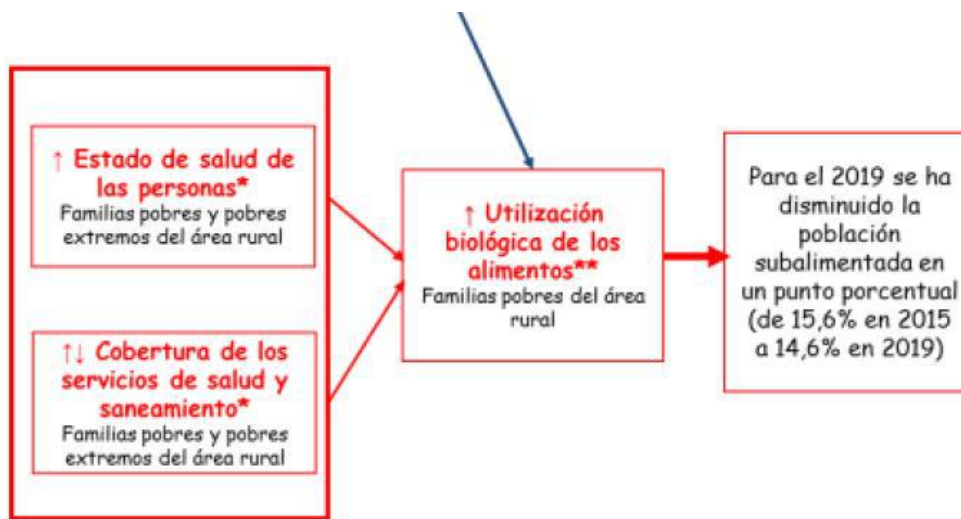 ↑ Estado de salud de
las personas*
Familias pobres y pobres
extremos del área rural
↑↓ Cobertura de los
servicios de salud y
saneamiento*
Familias pobres y pobres
extremos del área rural
↑ Utilización
biológica de los
alimentos**
Familias pobres del área
rural
Para el 2019 se ha
disminuido la
población
subalimentada en
un punto porcentual
(de 15,6% en 2015
a 14,6% en 2019)